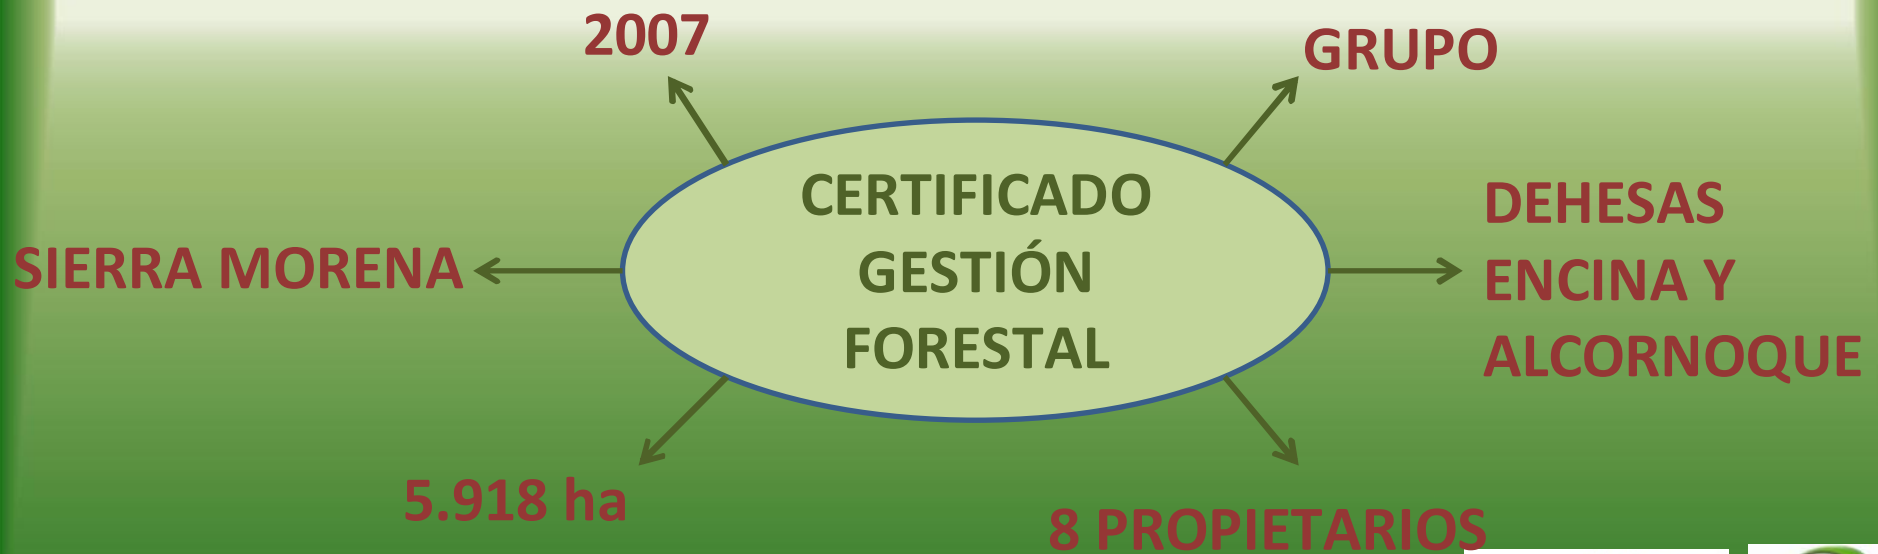 2007
GRUPO
CERTIFICADO
GESTIÓN
FORESTAL
SIERRA MORENA
DEHESAS
ENCINA Y
ALCORNOQUE
5.918 ha
8 PROPIETARIOS